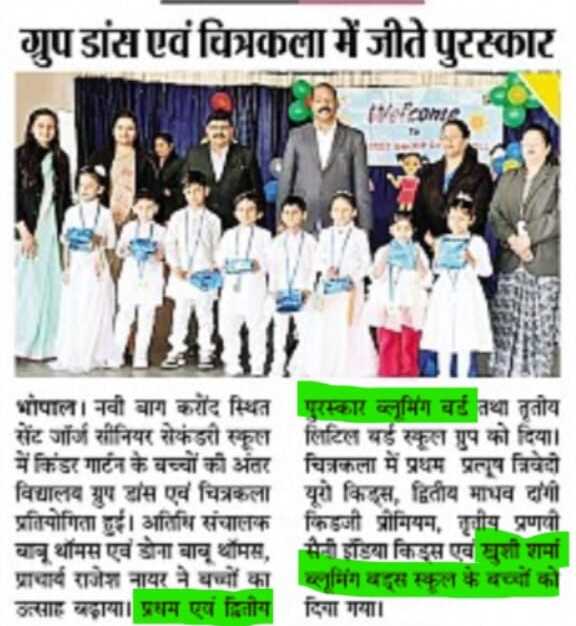 ग्रुप डांस एवं चित्रकला में जीते पुरस्कार
Welcome
To
भोपाल। नवी बाग करोंद स्थित
सेंट जॉर्ज सीनियर सेकंडरी स्कूल
में किंडर गार्टन के बच्चों की अंतर
विद्यालय ग्रुप डांस एवं चित्रकला
प्रतियोगिता हुई। अतिथि संचालक
बाबू थॉमस एवं डोना बाबू थॉमस,
प्राचार्य राजेश नायर ने बच्चों का
उत्साह बढ़ाया। प्रथम एवं द्वितीय
पुरस्कार ब्लूमिंग बर्ड तथा तृतीय
लिटिल बर्ड स्कूल ग्रुप को दिया।
चित्रकला में प्रथम प्रत्यूष त्रिवेदी
यूरो किड्स, द्वितीय माधव दांगी
किडजी प्रीमियम, तृतीय प्रणवी
सैनी इंडिया किड्स एवं खुशी शर्मा
ब्लूमिंग बड्स स्कूल के बच्चों को
दिया गया।